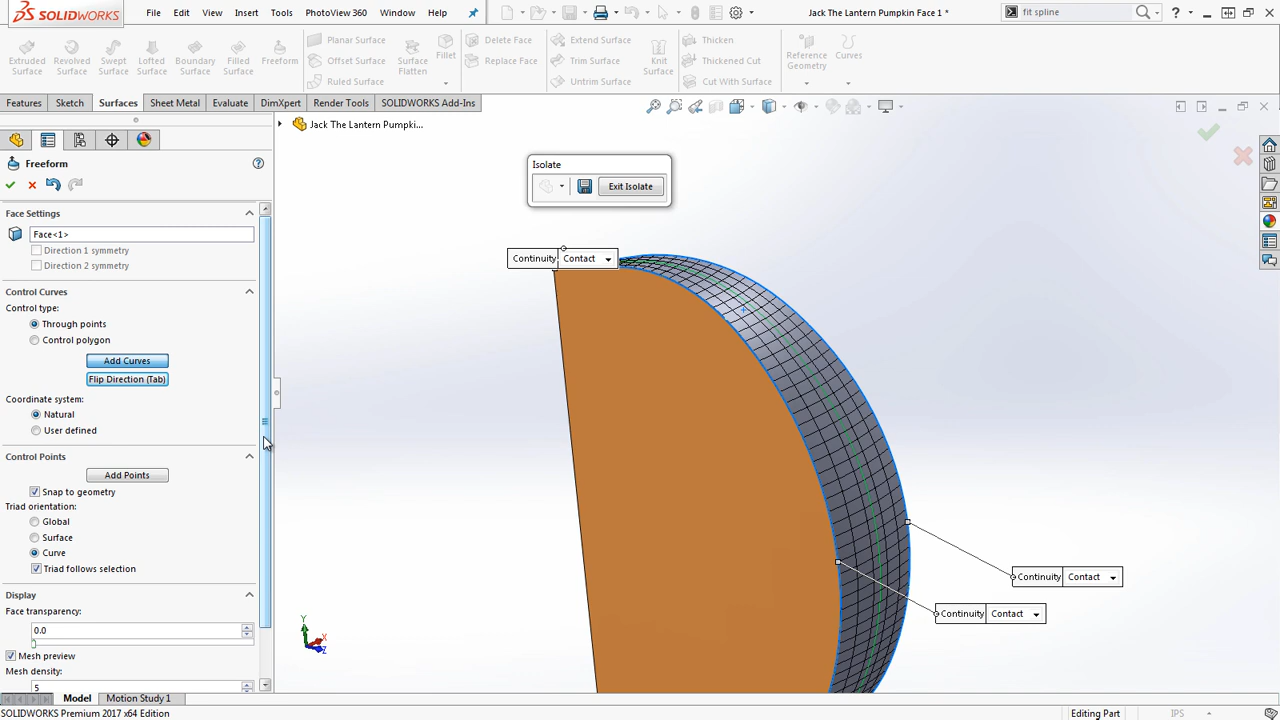 SOLIDWORKS File Edit View Insert Tools PhotoView 360 Window Help Jack The Lantern Pumpkin Face 1 * fit spline
Extruded Surface Revolved Surface Swept Surface Lofted Surface Boundary Surface Filled Surface Freeform Planar Surface Offset Surface Ruled Surface Surface Flatten Fillet Delete Face Replace Face Extend Surface Trim Surface Untrim Surface Knit Surface Thicken Thickened Cut Cut With Surface Reference Geometry Curves
Features Sketch Surfaces Sheet Metal Evaluate DimXpert Render Tools SOLIDWORKS Add-Ins
Jack The Lantern Pumpki...
Freeform
Isolate
Exit Isolate
Face Settings
Face<1>
Direction 1 symmetry
Direction 2 symmetry
Continuity Contact
Control Curves
Control type:
Through points
Control polygon
Add Curves
Flip Direction (Tab)
Coordinate system:
Natural
User defined
Control Points
Add Points
Snap to geometry
Triad orientation:
Global
Surface
Curve
Triad follows selection
Continuity Contact
Continuity Contact
Display
Face transparency:
0.0
Mesh preview
Mesh density:
5
Y
X
Z
Model Motion Study 1
SOLIDWORKS Premium 2017 x64 Edition Editing Part IPS